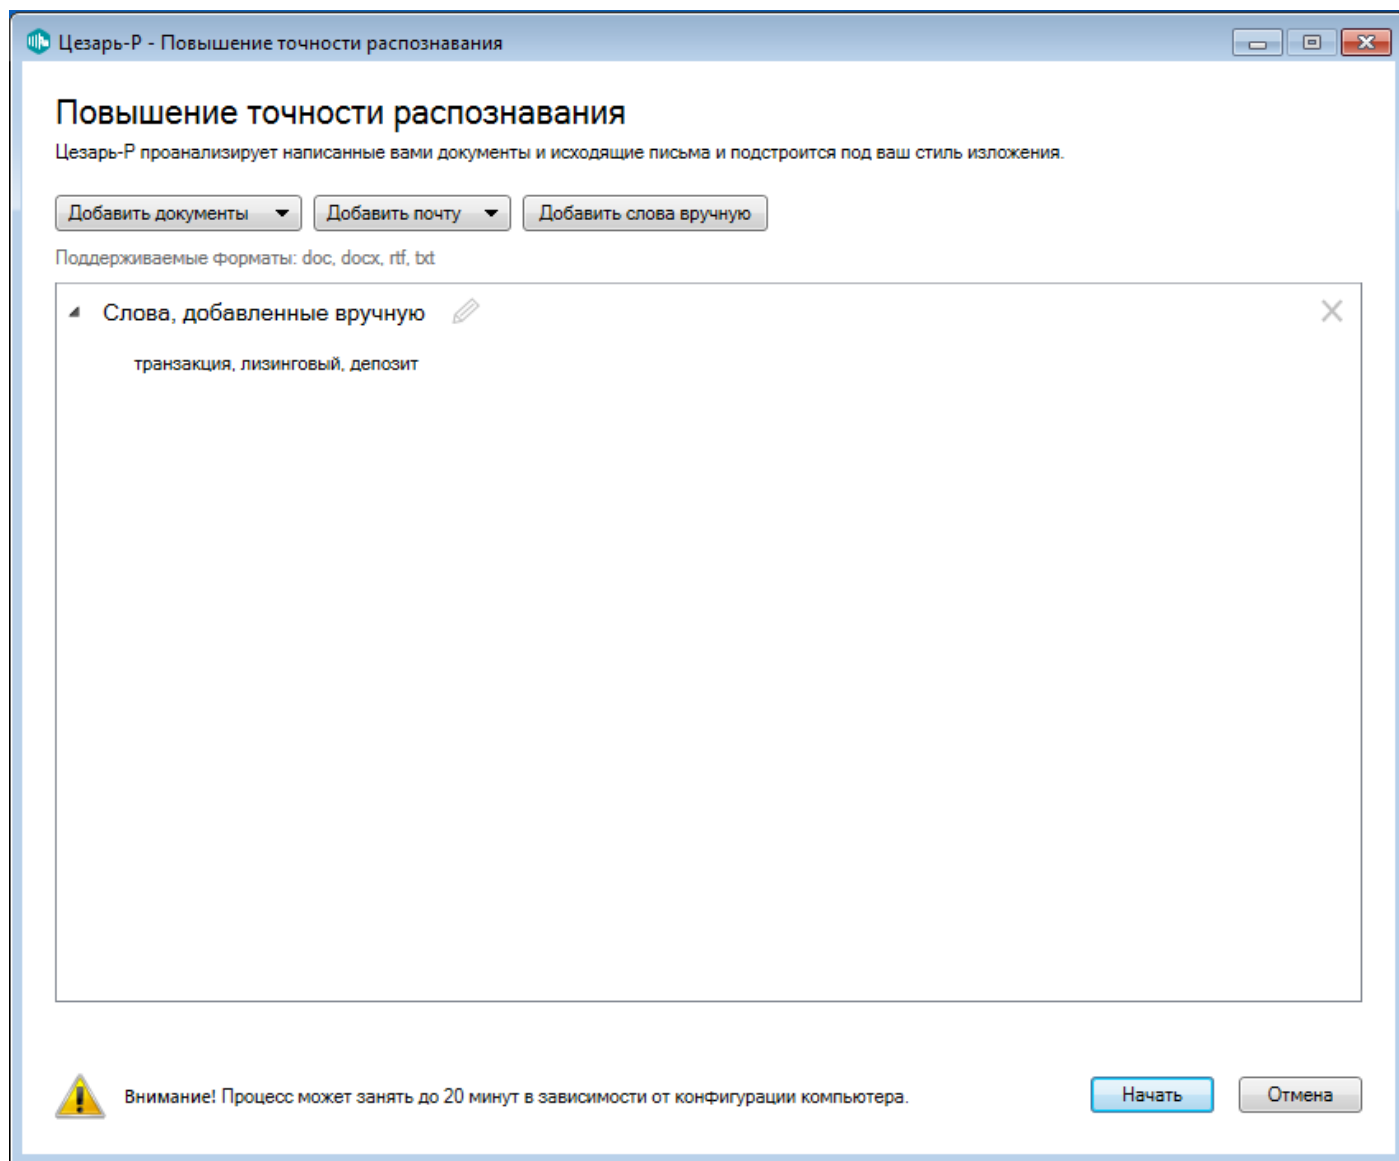 Цезарь-Р - Повышение точности распознавания
Повышение точности распознавания
Цезарь-Р проанализирует написанные вами документы и исходящие письма и подстроится под ваш стиль изложения.
Добавить документы
Добавить почту
Добавить слова вручную
Поддерживаемые форматы: doc, docx, rtf, txt
Слова, добавленные вручную
транзакция, лизинговый, депозит
Внимание! Процесс может занять до 20 минут в зависимости от конфигурации компьютера.
Начать
Отмена